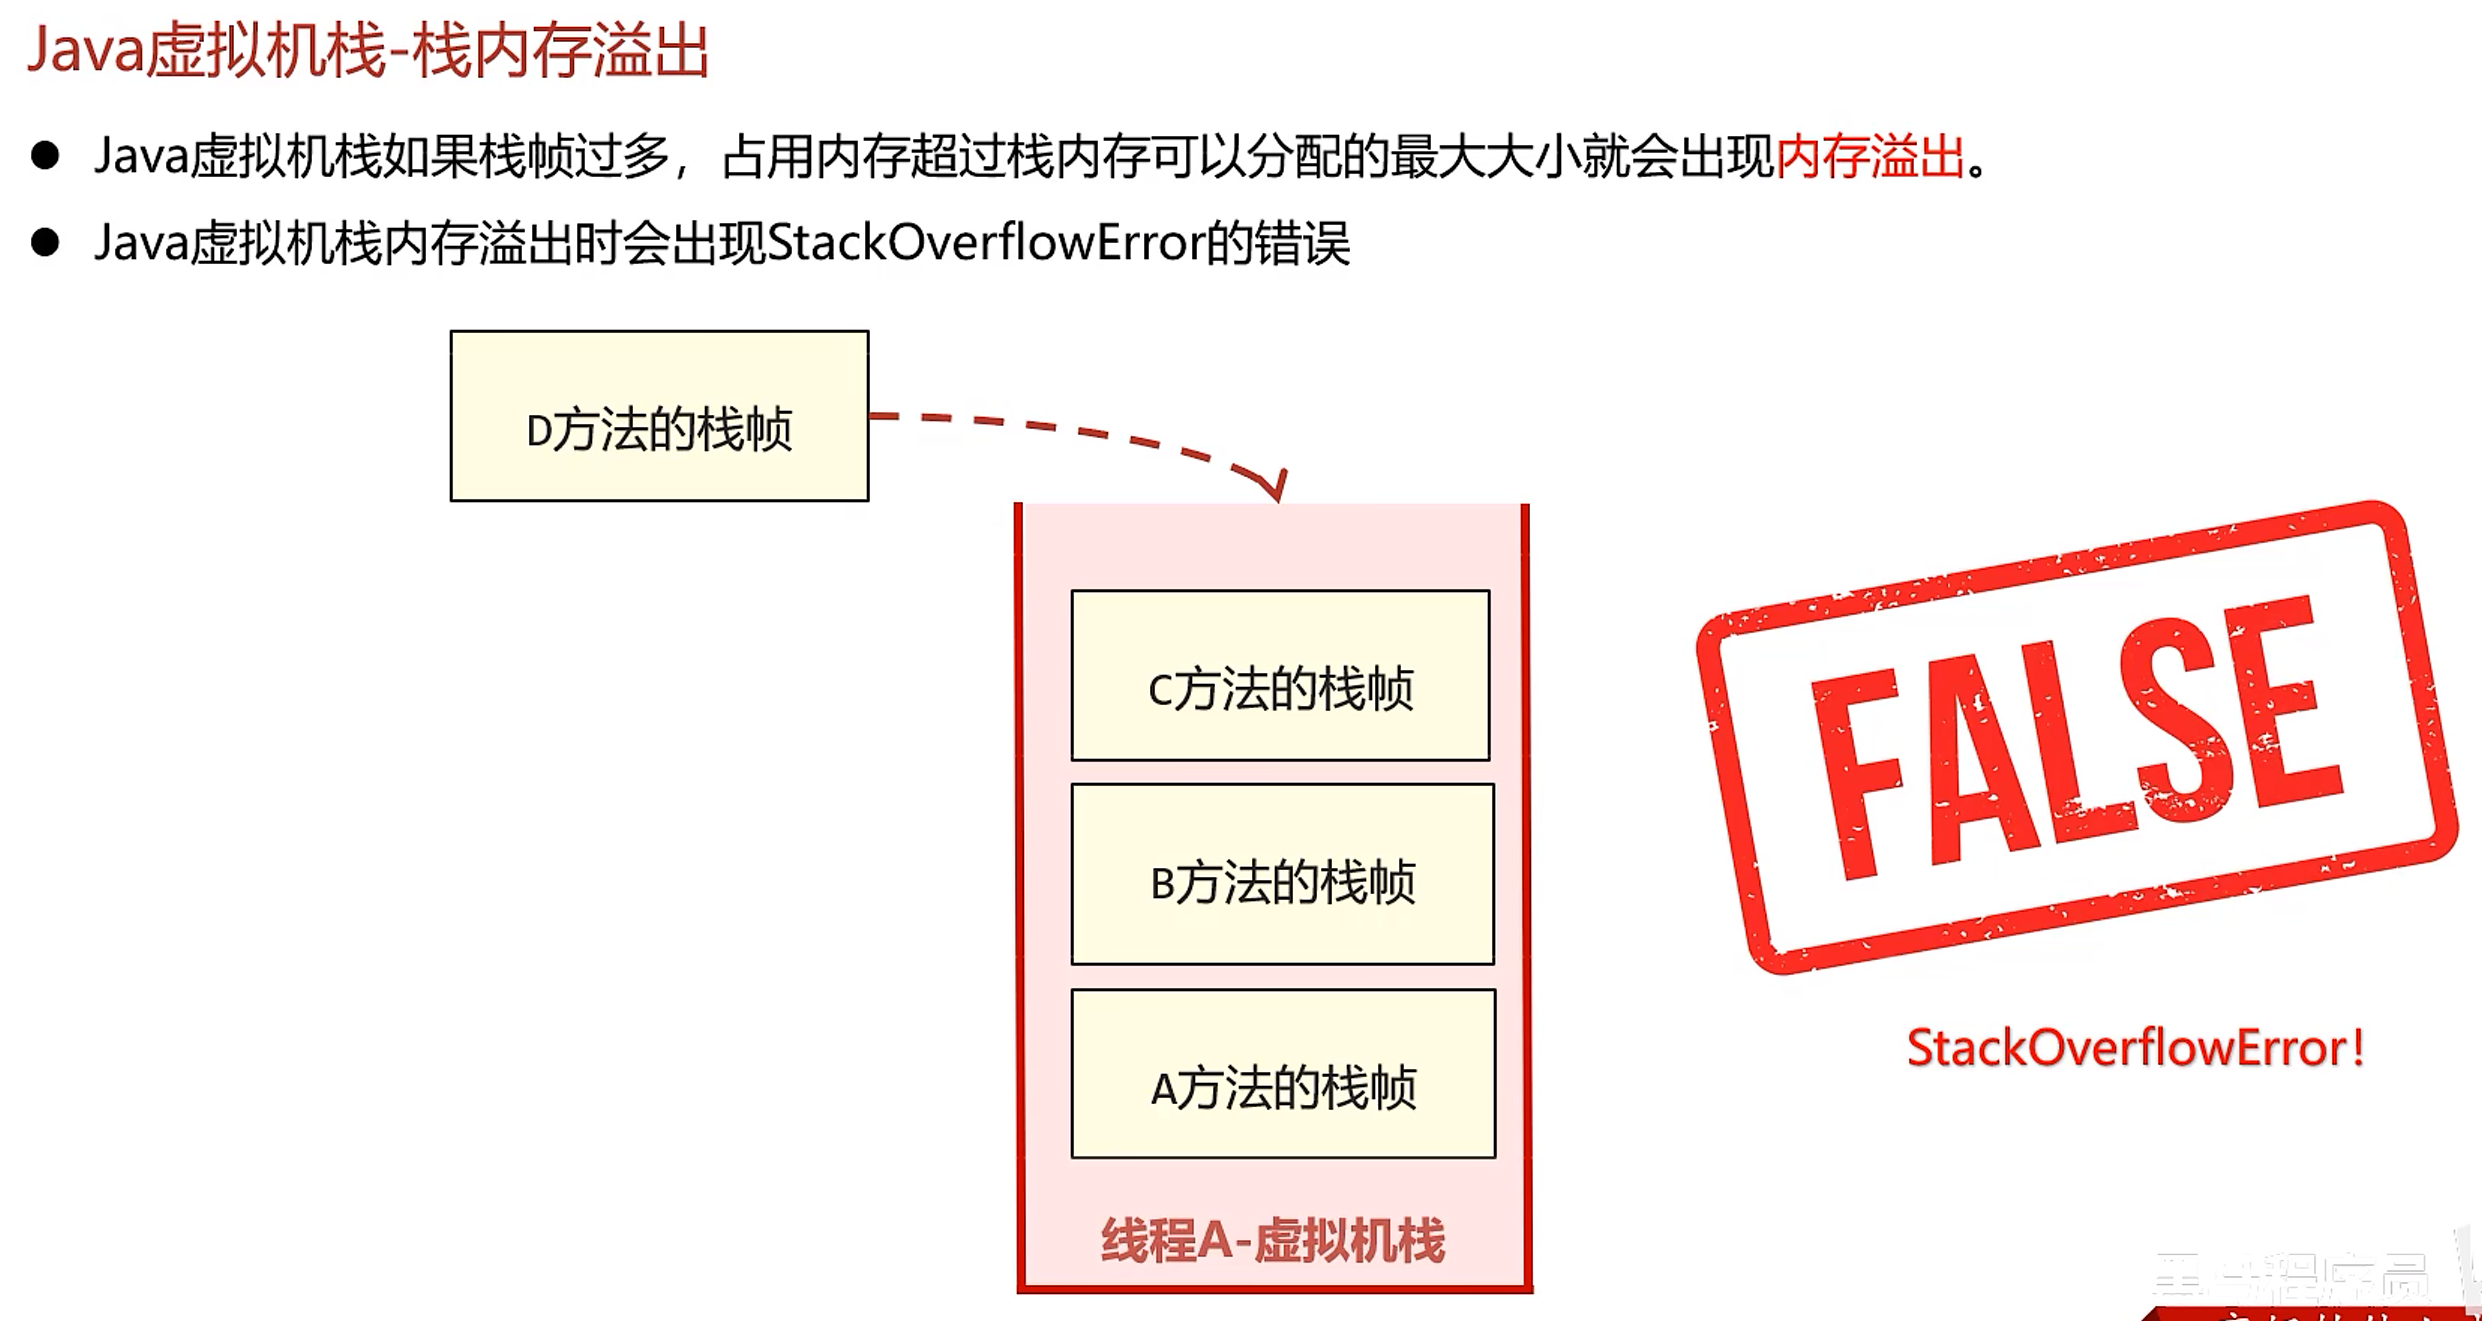 Java虚拟机栈-栈内存溢出
● Java虚拟机栈如果栈帧过多，占用内存超过栈内存可以分配的最大大小就会出现内存溢出。
● Java虚拟机栈内存溢出时会出现StackOverflowError的错误
D方法的栈帧
C方法的栈帧
B方法的栈帧
A方法的栈帧
线程A-虚拟机栈
FALSE
StackOverflowError!
黑马程序员